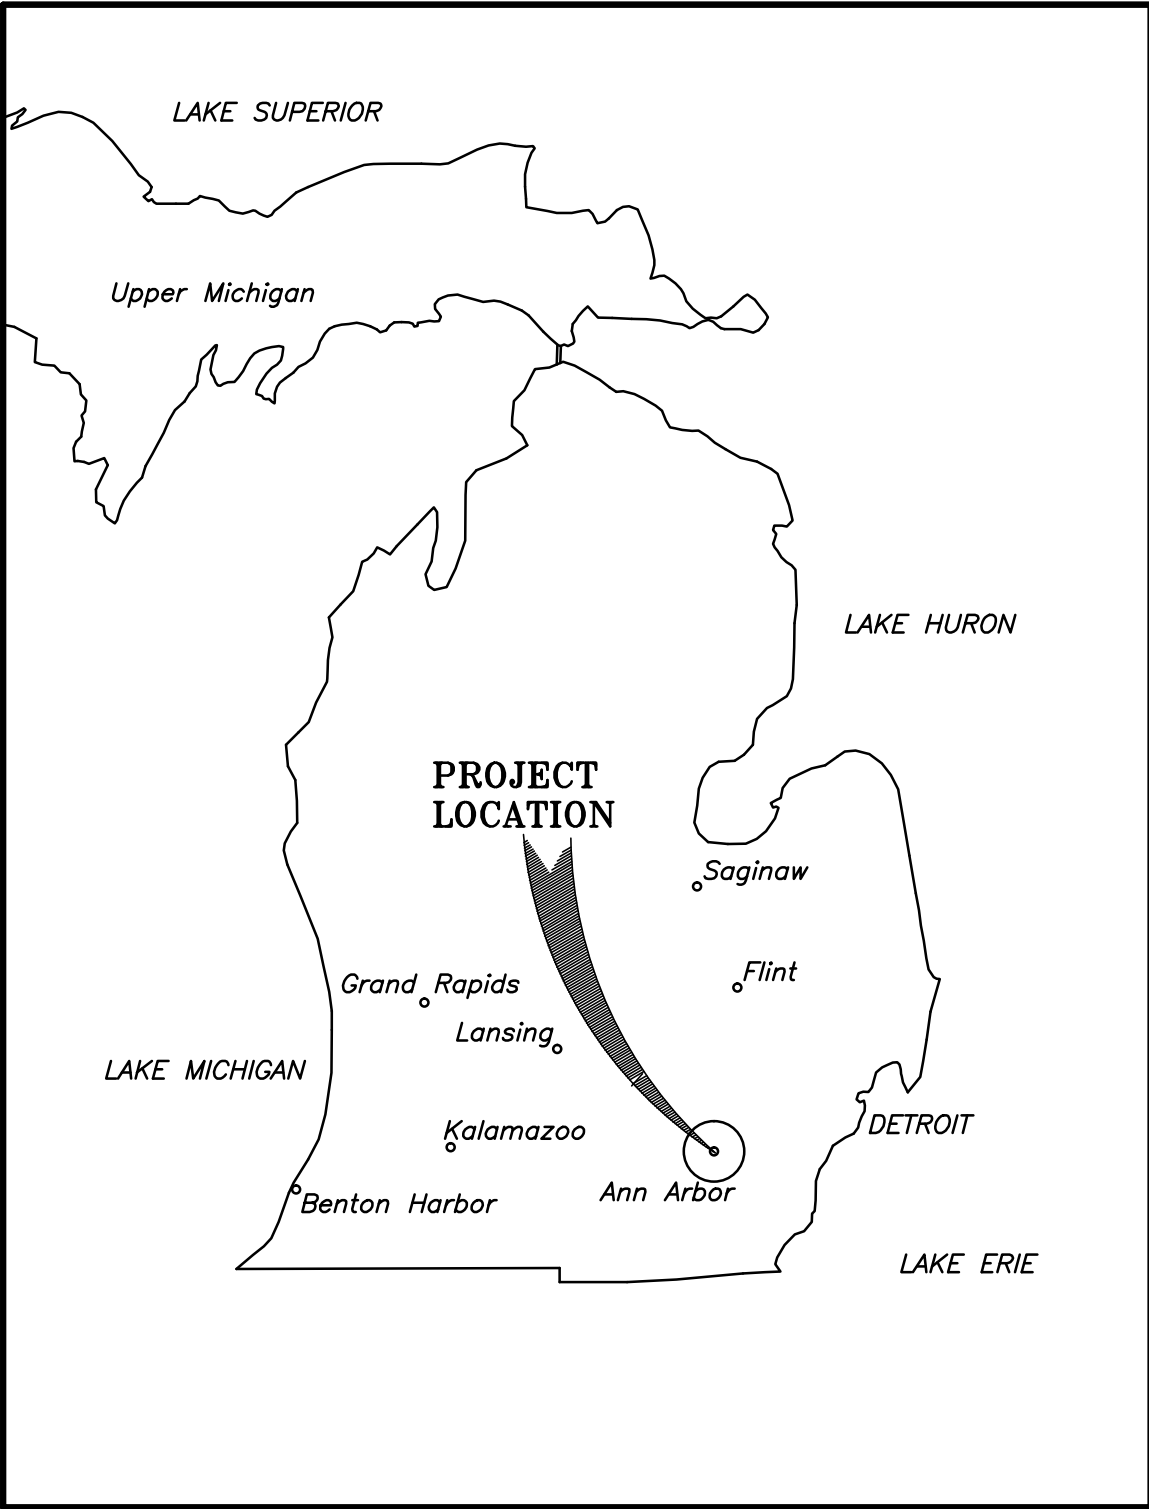 LAKE SUPERIOR
Upper Michigan
LAKE HURON
PROJECT
LOCATION
Saginaw
Flint
Grand Rapids
Lansing
LAKE MICHIGAN
DETROIT
Kalamazoo
Ann Arbor
Benton Harbor
LAKE ERIE